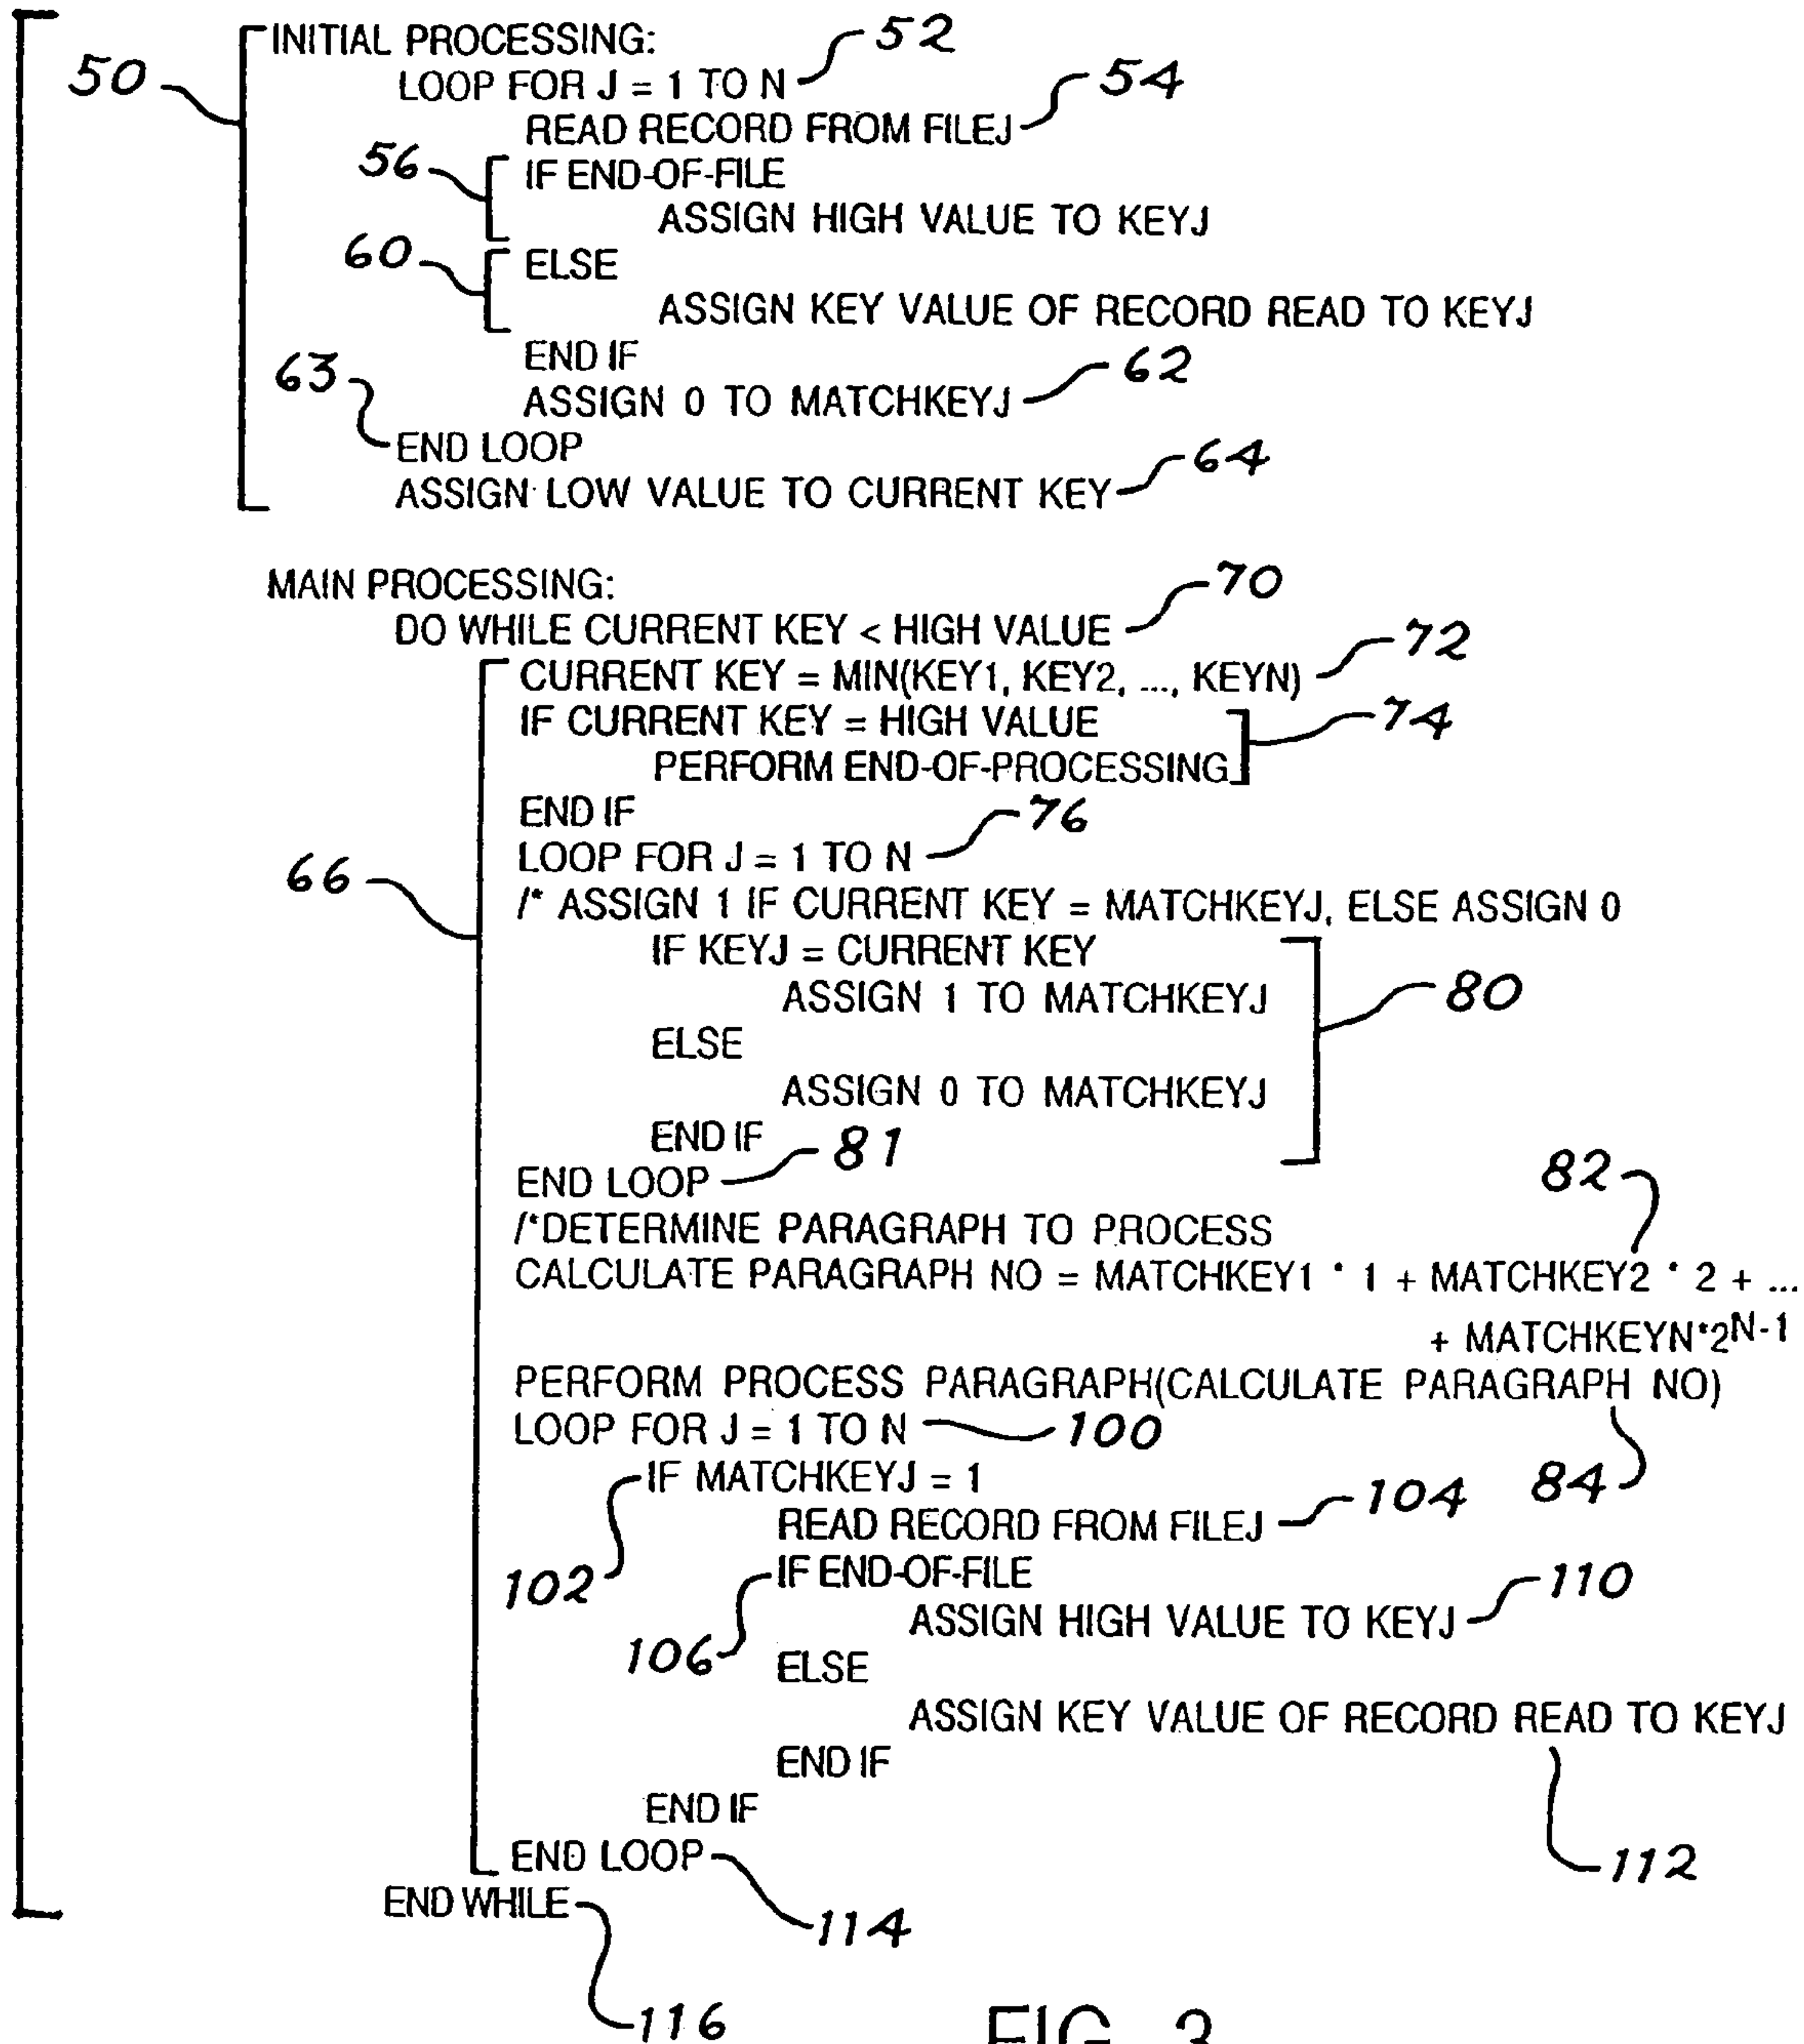 INITIAL PROCESSING: 52
50 LOOP FOR J = 1 TO N 54
READ RECORD FROM FILEJ
56 IF END-OF-FILE
ASSIGN HIGH VALUE TO KEYJ
60 ELSE
ASSIGN KEY VALUE OF RECORD READ TO KEYJ
END IF
63 62
ASSIGN 0 TO MATCHKEYJ
END LOOP
64
ASSIGN LOW VALUE TO CURRENT KEY
MAIN PROCESSING: 70
DO WHILE CURRENT KEY < HIGH VALUE
72
CURRENT KEY = MIN(KEY1, KEY2, ..., KEYN)
IF CURRENT KEY = HIGH VALUE 74
PERFORM END-OF-PROCESSING
END IF 76
LOOP FOR J = 1 TO N
66
/* ASSIGN 1 IF CURRENT KEY = MATCHKEYJ, ELSE ASSIGN 0
IF KEYJ = CURRENT KEY
ASSIGN 1 TO MATCHKEYJ 80
ELSE
ASSIGN 0 TO MATCHKEYJ
END IF 81
END LOOP 82
/*DETERMINE PARAGRAPH TO PROCESS
CALCULATE PARAGRAPH NO = MATCHKEY1 * 1 + MATCHKEY2 * 2 + ...
+ MATCHKEYN*2^N-1
PERFORM PROCESS PARAGRAPH(CALCULATE PARAGRAPH NO)
LOOP FOR J = 1 TO N 100
IF MATCHKEYJ = 1 84
READ RECORD FROM FILEJ 104
102 IF END-OF-FILE 110
ASSIGN HIGH VALUE TO KEYJ
106 ELSE
ASSIGN KEY VALUE OF RECORD READ TO KEYJ
END IF
END IF
END LOOP 112
END WHILE 114
116
FIG. 3